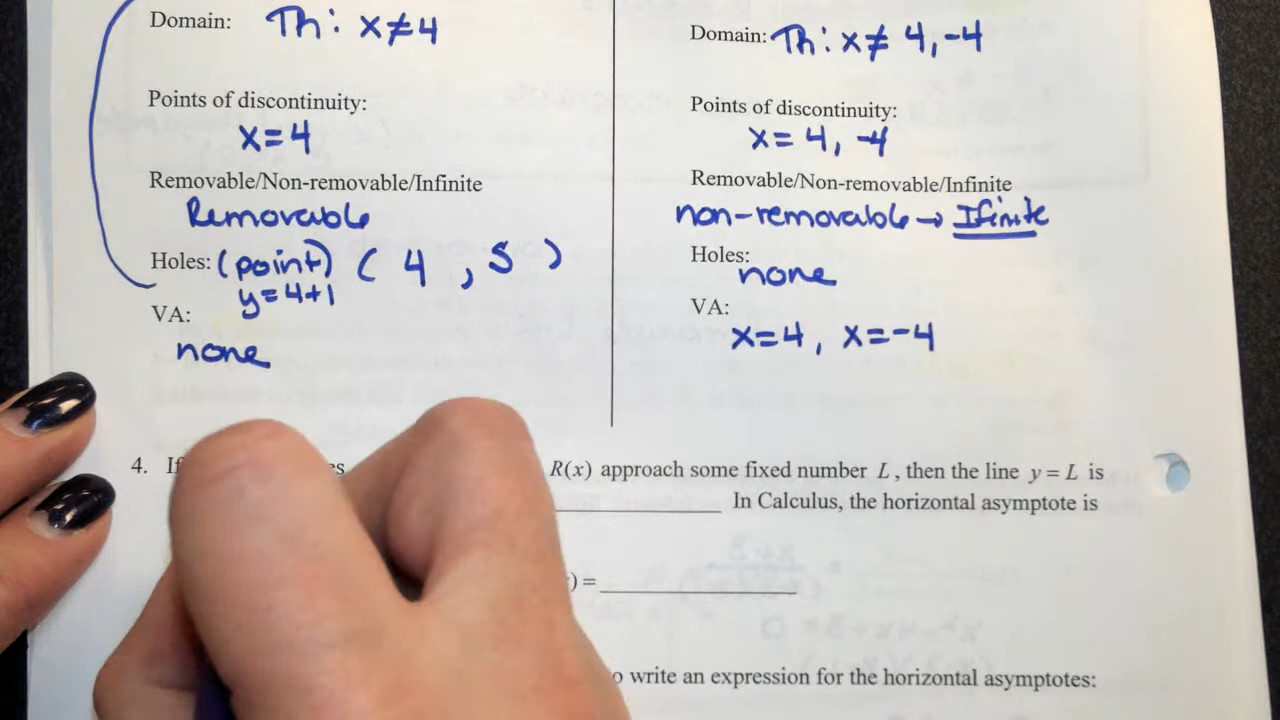 Domain: Th: x≠4
Points of discontinuity:
x=4
Removable/Non-removable/Infinite
Removable
Holes: (point) ( 4 , 5 )
y=4+1
VA:
none
Domain: Th: x≠ 4,-4
Points of discontinuity:
x= 4, -4
Removable/Non-removable/Infinite
non-removable → Ifinite
Holes:
none
VA:
x=4, x=-4
4. If
R(x) approach some fixed number L, then the line y = L is
In Calculus, the horizontal asymptote is
) =
write an expression for the horizontal asymptotes: